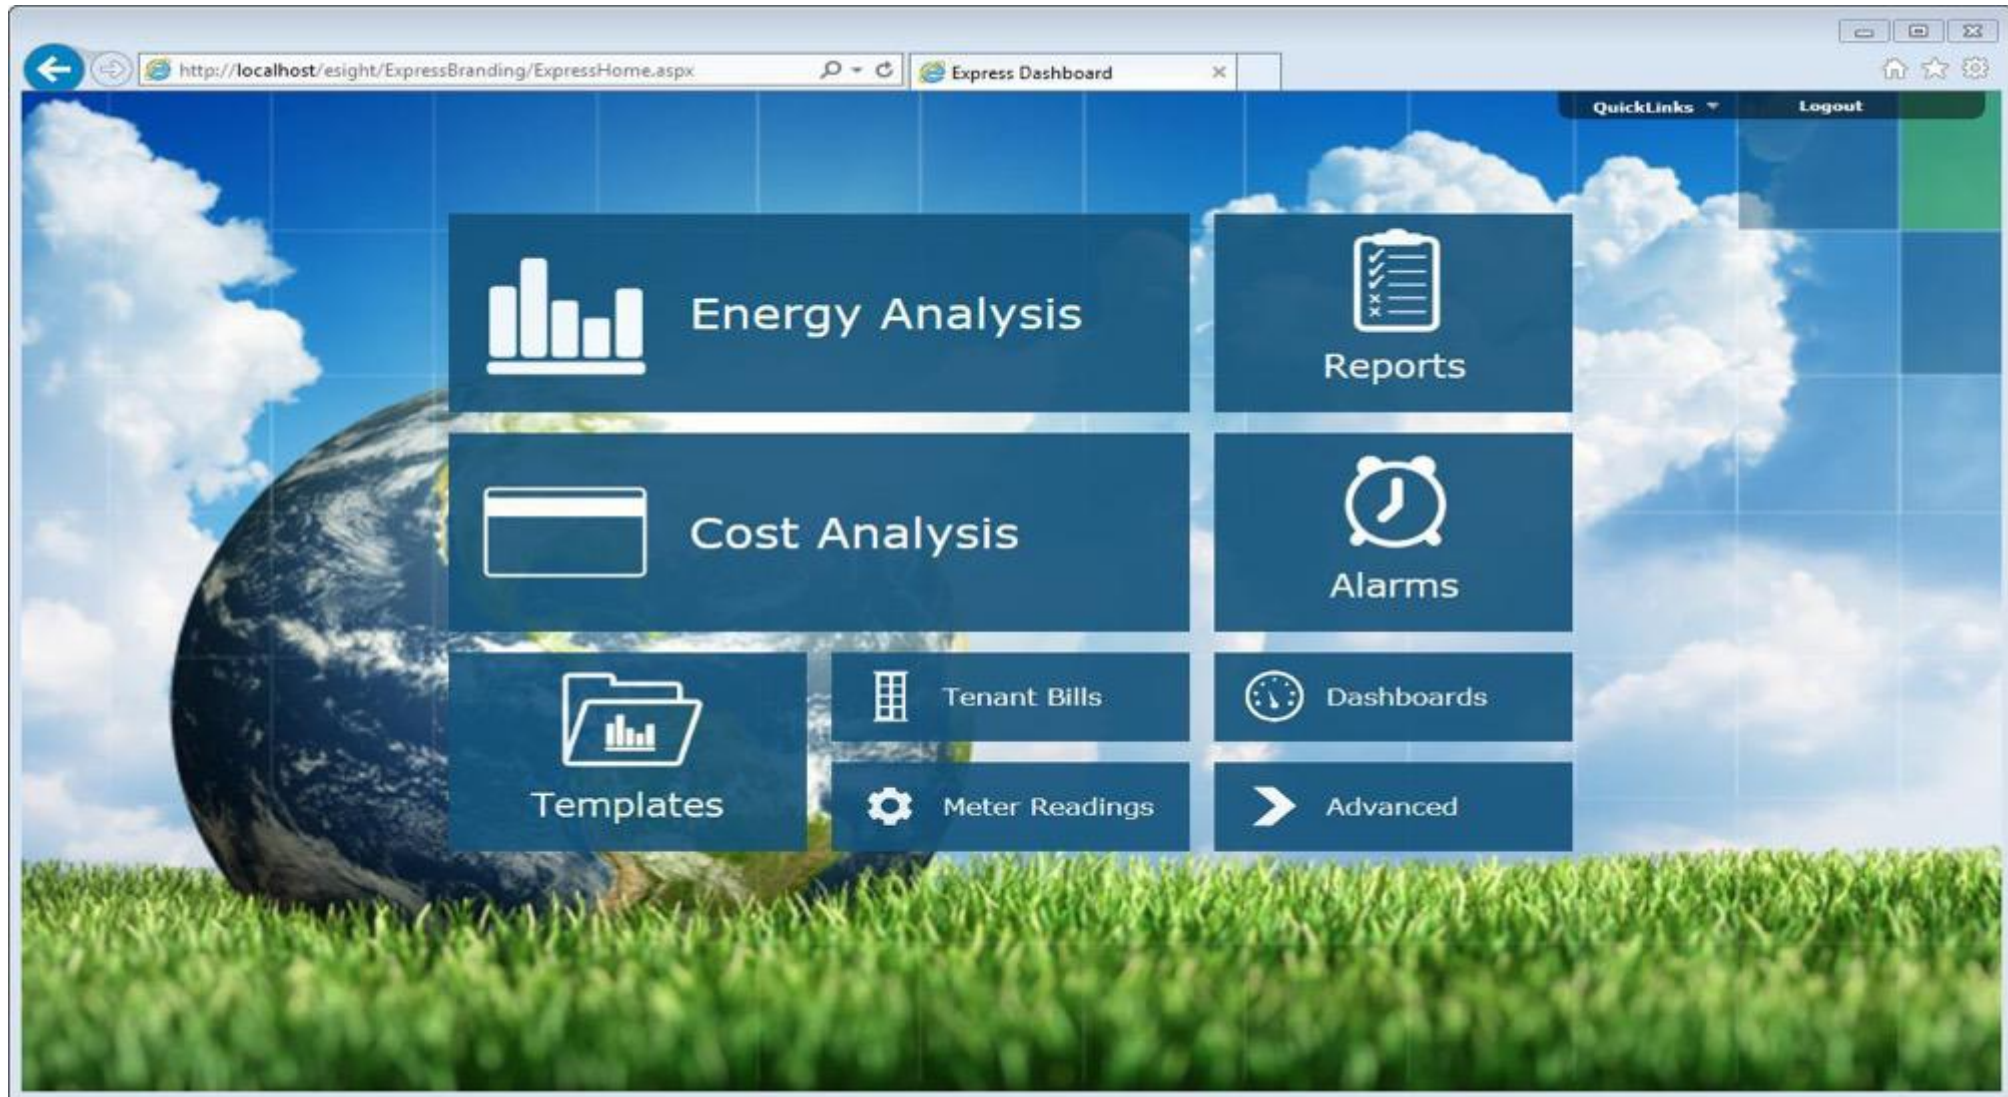 http://localhost/esight/ExpressBranding/ExpressHome.aspx
Express Dashboard
QuickLinks
Logout
Energy Analysis
Reports
Cost Analysis
Alarms
Templates
Tenant Bills
Dashboards
Meter Readings
Advanced